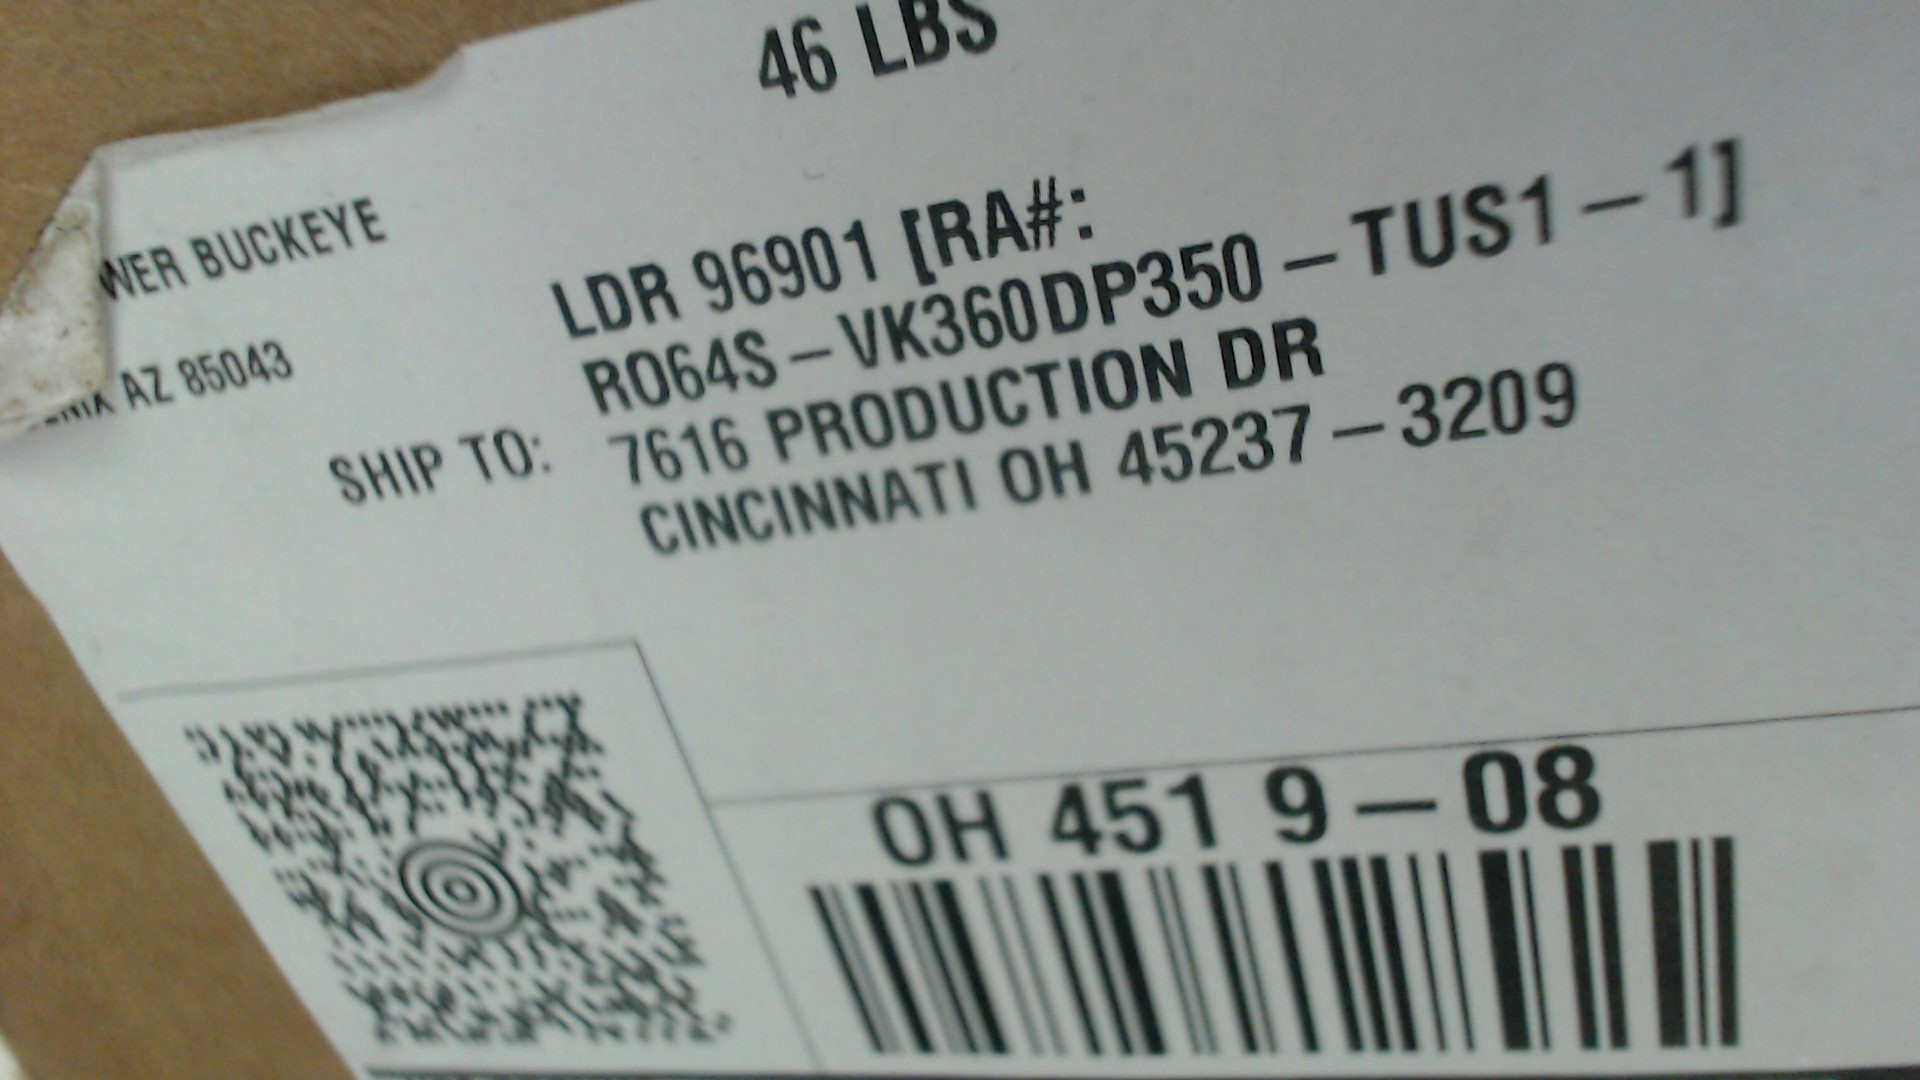 46 LBS
WER BUCKEYE
AZ 85043
LDR 96901 [RA#:
RO64S-VK360DP350-TUS1-1]
SHIP TO: 7616 PRODUCTION DR
CINCINNATI OH 45237-3209
OH 451 9-08